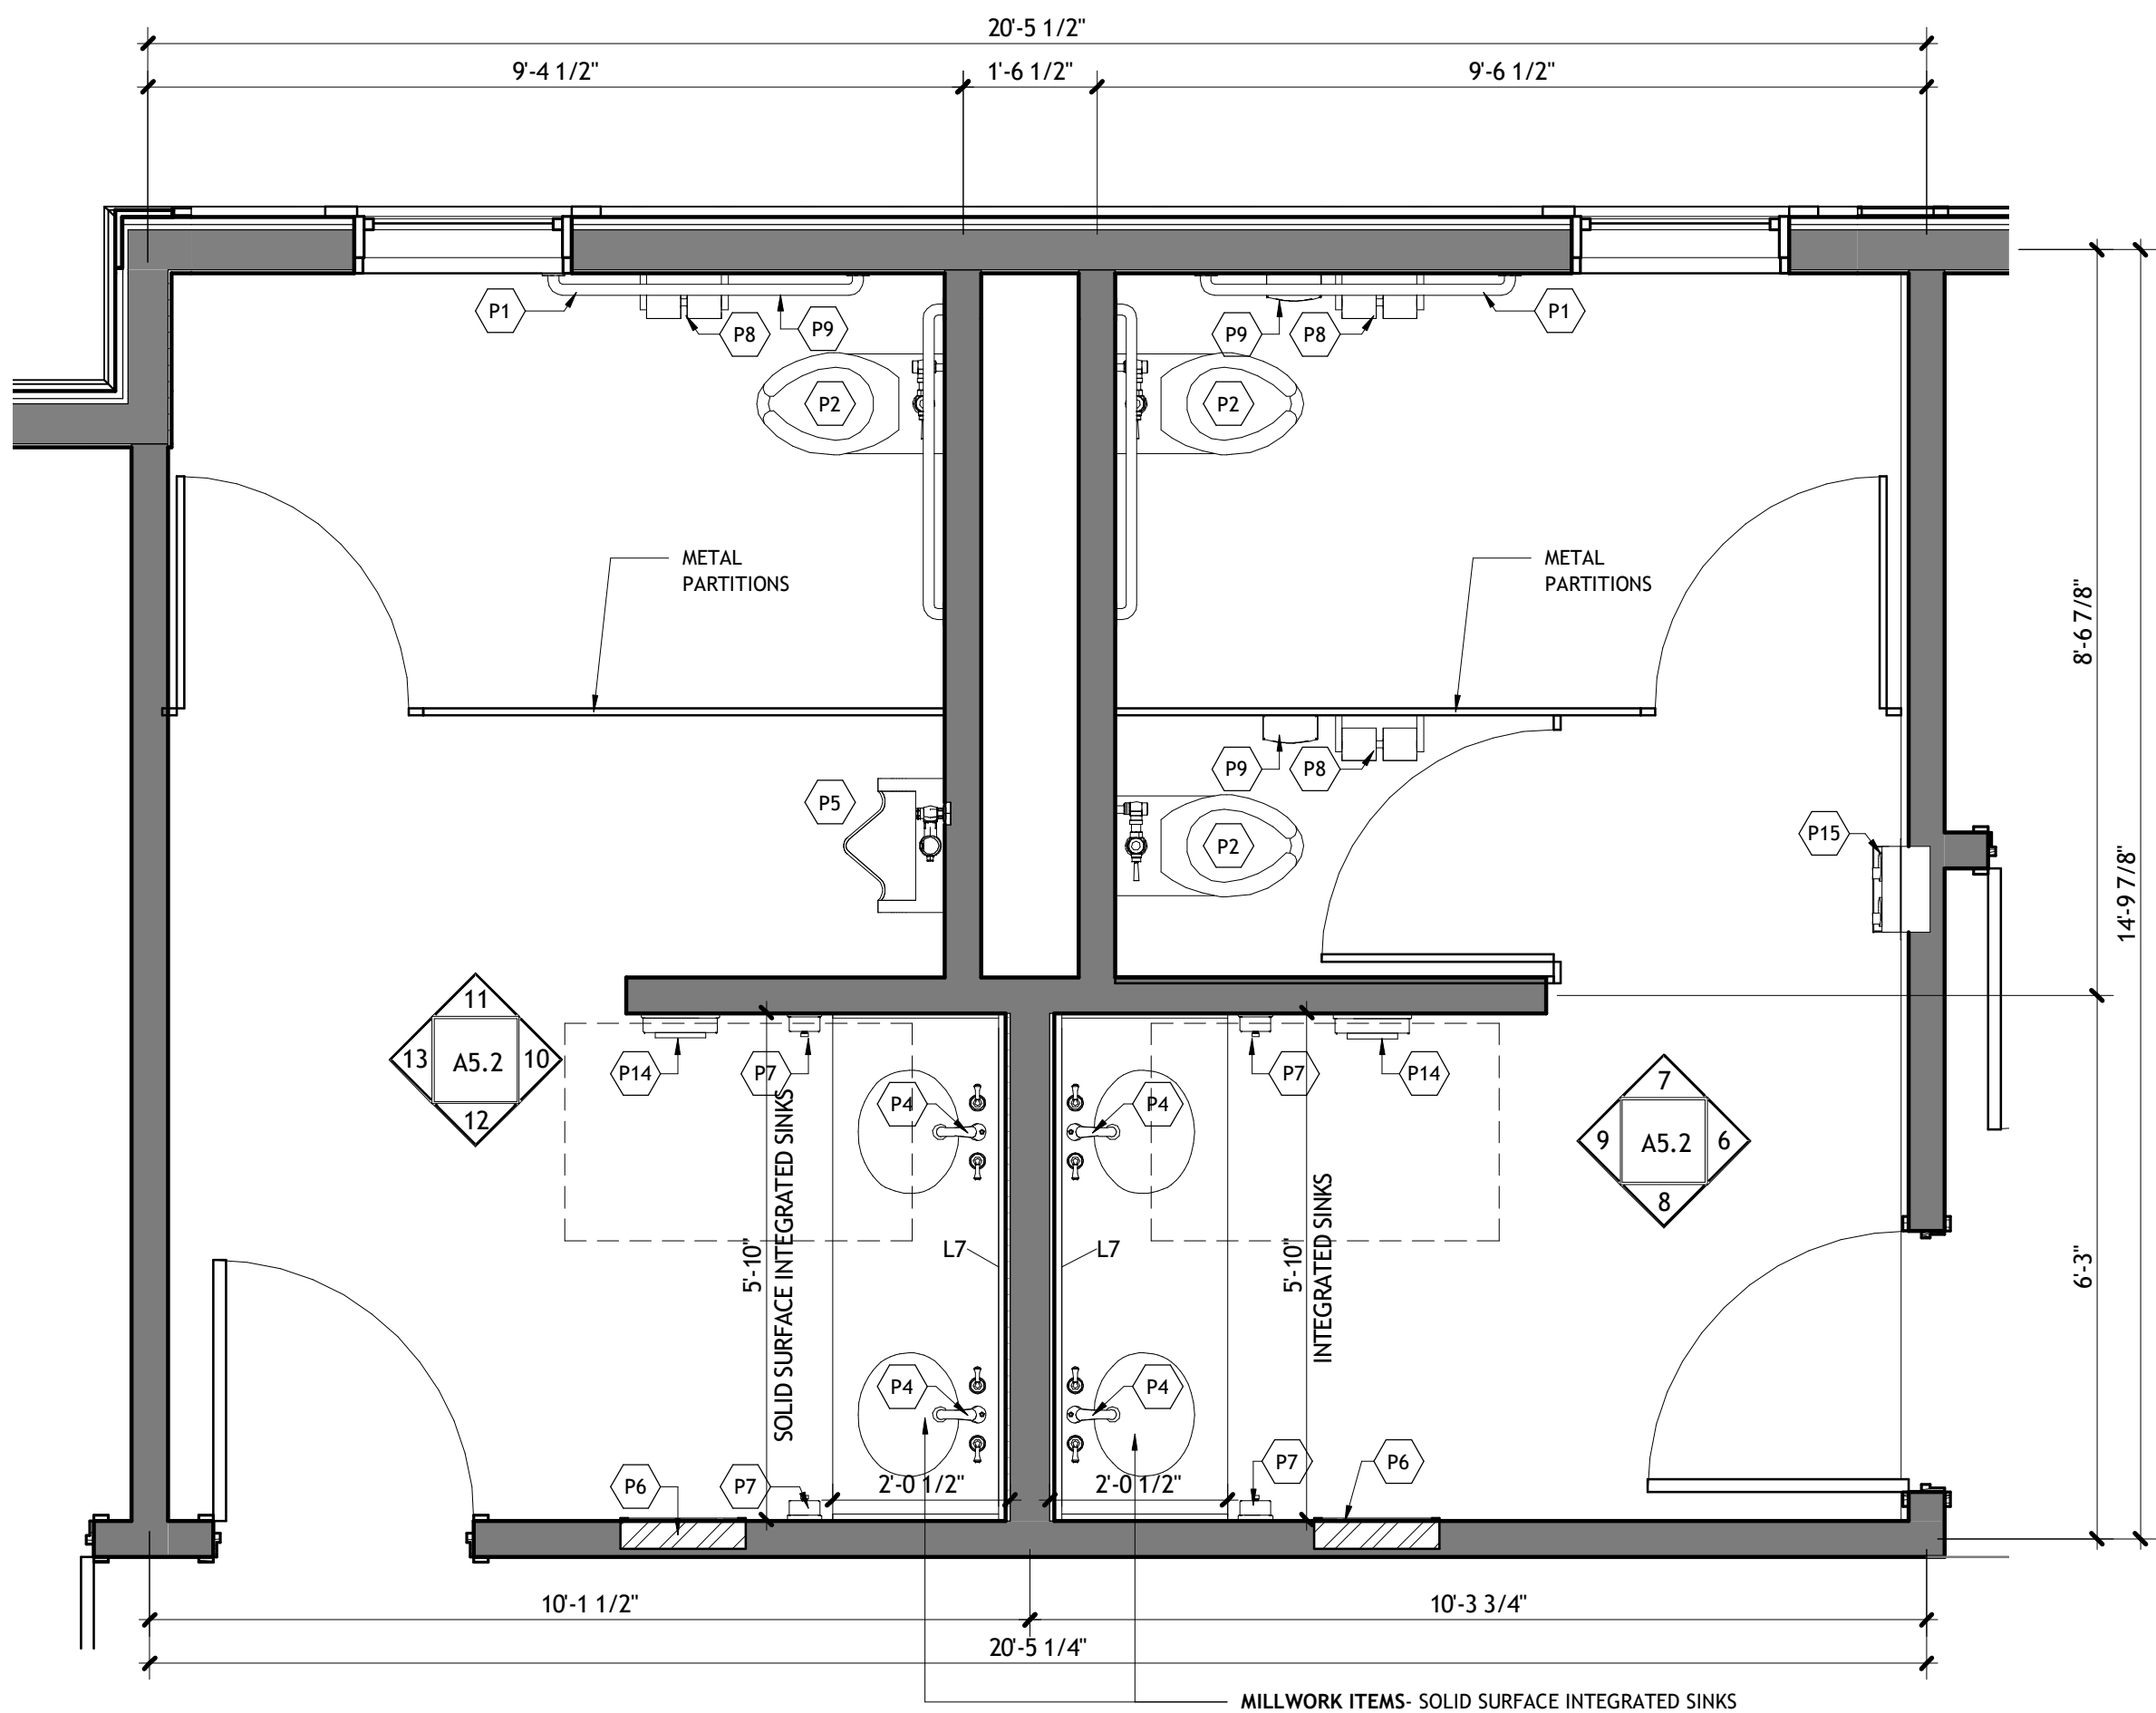 20'-5 1/2"
9'-4 1/2"
1'-6 1/2"
9'-6 1/2"
P1
P8
P9
P9
P8
P1
P2
P2
METAL
PARTITIONS
METAL
PARTITIONS
8'-6 7/8"
14'-9 7/8"
P9
P8
P5
P2
P15
11
13
A5.2
10
12
P14
P7
P4
P4
P7
P14
7
9
A5.2
6
8
5'-10"
SOLID SURFACE INTEGRATED SINKS
L7
L7
5'-10"
INTEGRATED SINKS
6'-3"
P4
P4
P6
P7
2'-0 1/2"
2'-0 1/2"
P7
P6
10'-1 1/2"
10'-3 3/4"
20'-5 1/4"
MILLWORK ITEMS- SOLID SURFACE INTEGRATED SINKS